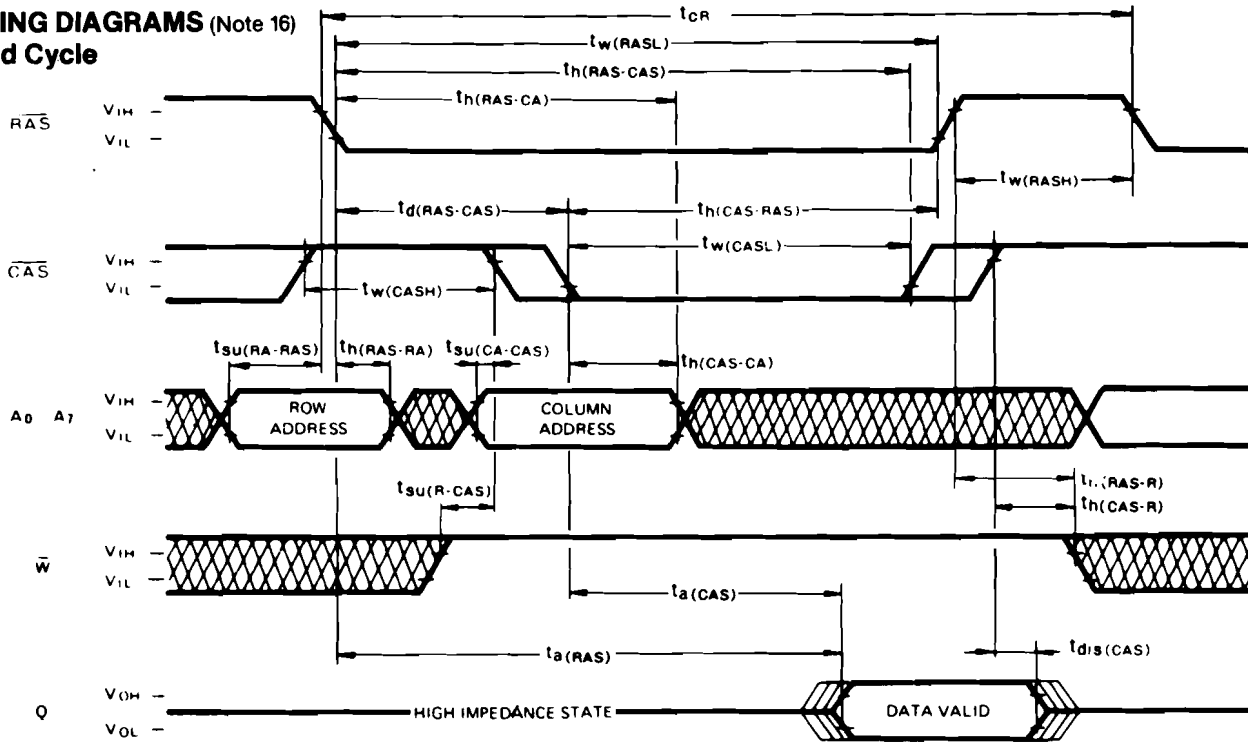 ING DIAGRAMS (Note 16)
d Cycle
tCR
tw(RASL)
th(RAS-CAS)
th(RAS-CA)
RAS
VIH
VIL
tw(RASH)
td(RAS-CAS)
th(CAS-RAS)
CAS
VIH
VIL
tw(CASL)
tw(CASH)
tsu(RA-RAS)
th(RAS-RA)
tsu(CA-CAS)
th(CAS-CA)
A0 A7
VIH
VIL
ROW
ADDRESS
COLUMN
ADDRESS
tsu(R-CAS)
th(RAS-R)
th(CAS-R)
W
VIH
VIL
ta(CAS)
ta(RAS)
tdis(CAS)
Q
VOH
VOL
HIGH IMPEDANCE STATE
DATA VALID